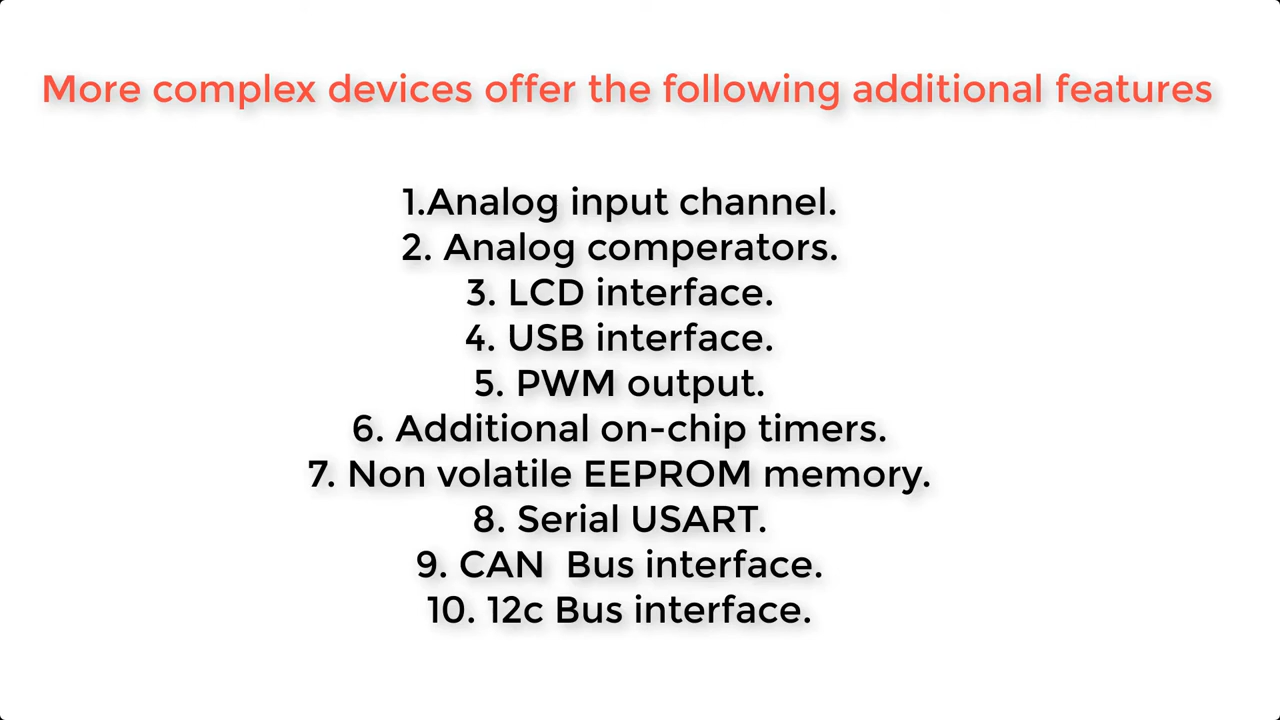 More complex devices offer the following additional features
1.Analog input channel.
2. Analog comperators.
3. LCD interface.
4. USB interface.
5. PWM output.
6. Additional on-chip timers.
7. Non volatile EEPROM memory.
8. Serial USART.
9. CAN  Bus interface.
10. 12c Bus interface.